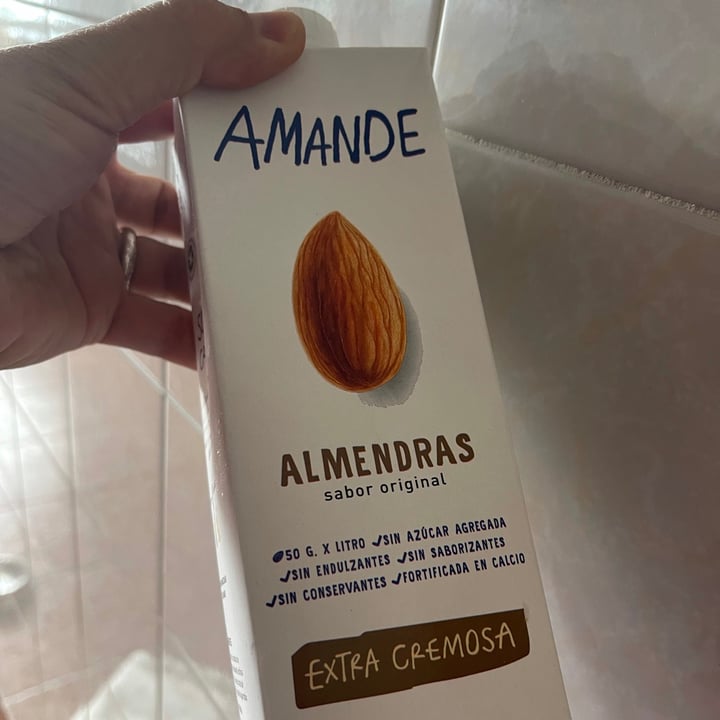 AMANDE
ALMENDRAS
sabor original
50 G. X LITRO ✓SIN AZÚCAR AGREGADA
✓SIN ENDULZANTES ✓SIN SABORIZANTES
✓SIN CONSERVANTES ✓FORTIFICADA EN CALCIO
EXTRA CREMOSA